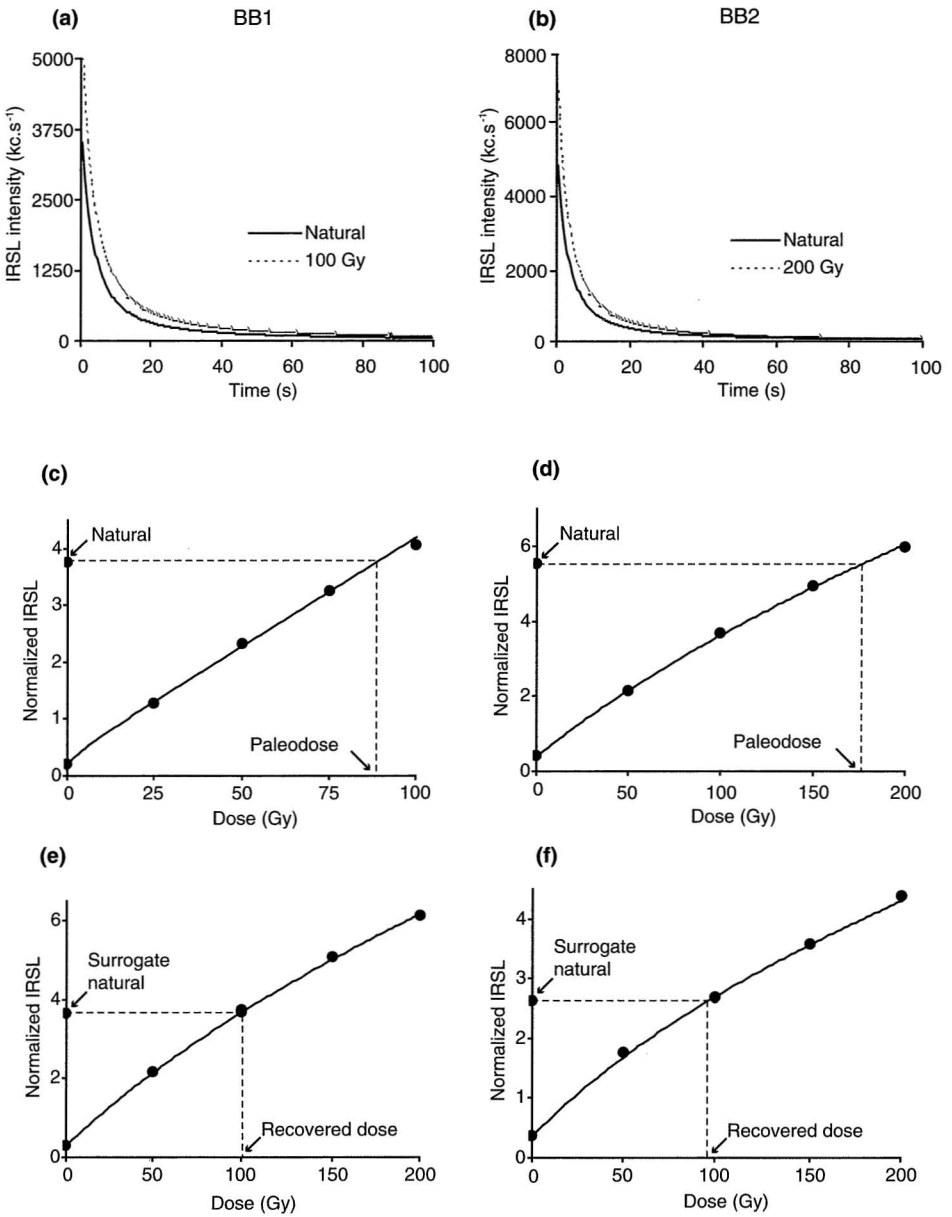 (a) BB1
5000
3750
2500
1250
0
IRSL intensity (kc.s⁻¹)
Natural
100 Gy
0 20 40 60 80 100
Time (s)
(b) BB2
8000
6000
4000
2000
0
IRSL intensity (kc.s⁻¹)
Natural
200 Gy
0 20 40 60 80 100
Time (s)
(c)
4
3
2
1
0
Normalized IRSL
Natural
Paleodose
0 25 50 75 100
Dose (Gy)
(d)
6
4
2
0
Normalized IRSL
Natural
Paleodose
0 50 100 150 200
Dose (Gy)
(e)
6
4
2
0
Normalized IRSL
Surrogate
natural
Recovered dose
0 50 100 150 200
Dose (Gy)
(f)
4
3
2
1
0
Normalized IRSL
Surrogate
natural
Recovered dose
0 50 100 150 200
Dose (Gy)